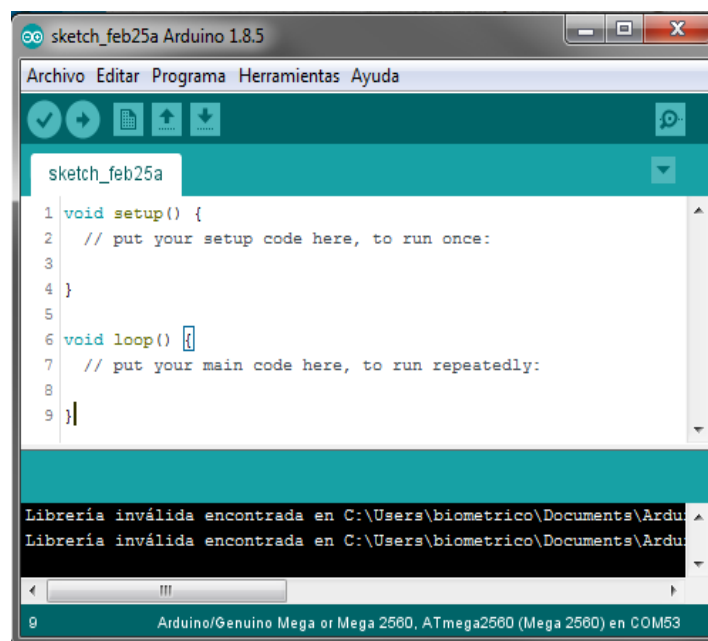 sketch_feb25a Arduino 1.8.5
Archivo Editar Programa Herramientas Ayuda
sketch_feb25a
1 void setup() {
2 // put your setup code here, to run once:
3
4 }
5
6 void loop() {
7 // put your main code here, to run repeatedly:
8
9 }
Librería inválida encontrada en C:\Users\biometrico\Documents\Ardu
Librería inválida encontrada en C:\Users\biometrico\Documents\Ardu
9 Arduino/Genuino Mega or Mega 2560, ATmega2560 (Mega 2560) en COM53